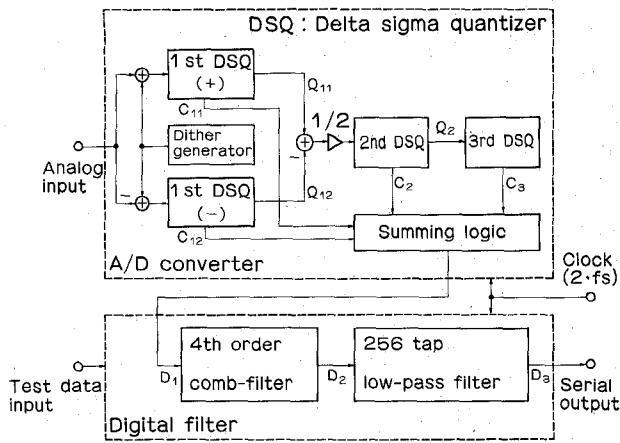 DSQ : Delta sigma quantizer
1 st DSQ
(+)
Q11
C11
1/2
Dither
generator
2nd DSQ
Q2
3rd DSQ
Analog
input
1 st DSQ
(−)
Q12
C2
C3
C12
Summing logic
A/D converter
Clock
(2·fs)
4th order
comb-filter
256 tap
low-pass filter
D1
D2
D3
Test data
input
Serial
output
Digital filter